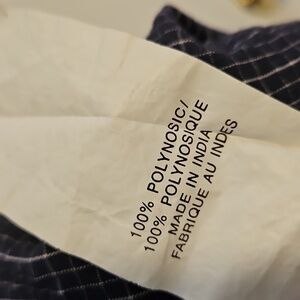 100% POLYNOSIC/
100% POLYNOSIQUE
MADE IN INDIA
FABRIQUE AU INDES